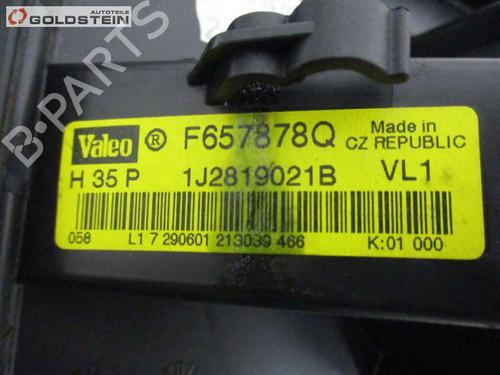 AUTOTEILE
GOLDSTEIN
B-PARTS
Valeo ® F657878Q Made in
CZ REPUBLIC
H 35 P 1J2819021B VL1
058 L1 7 290601 213039 466 K:01 000